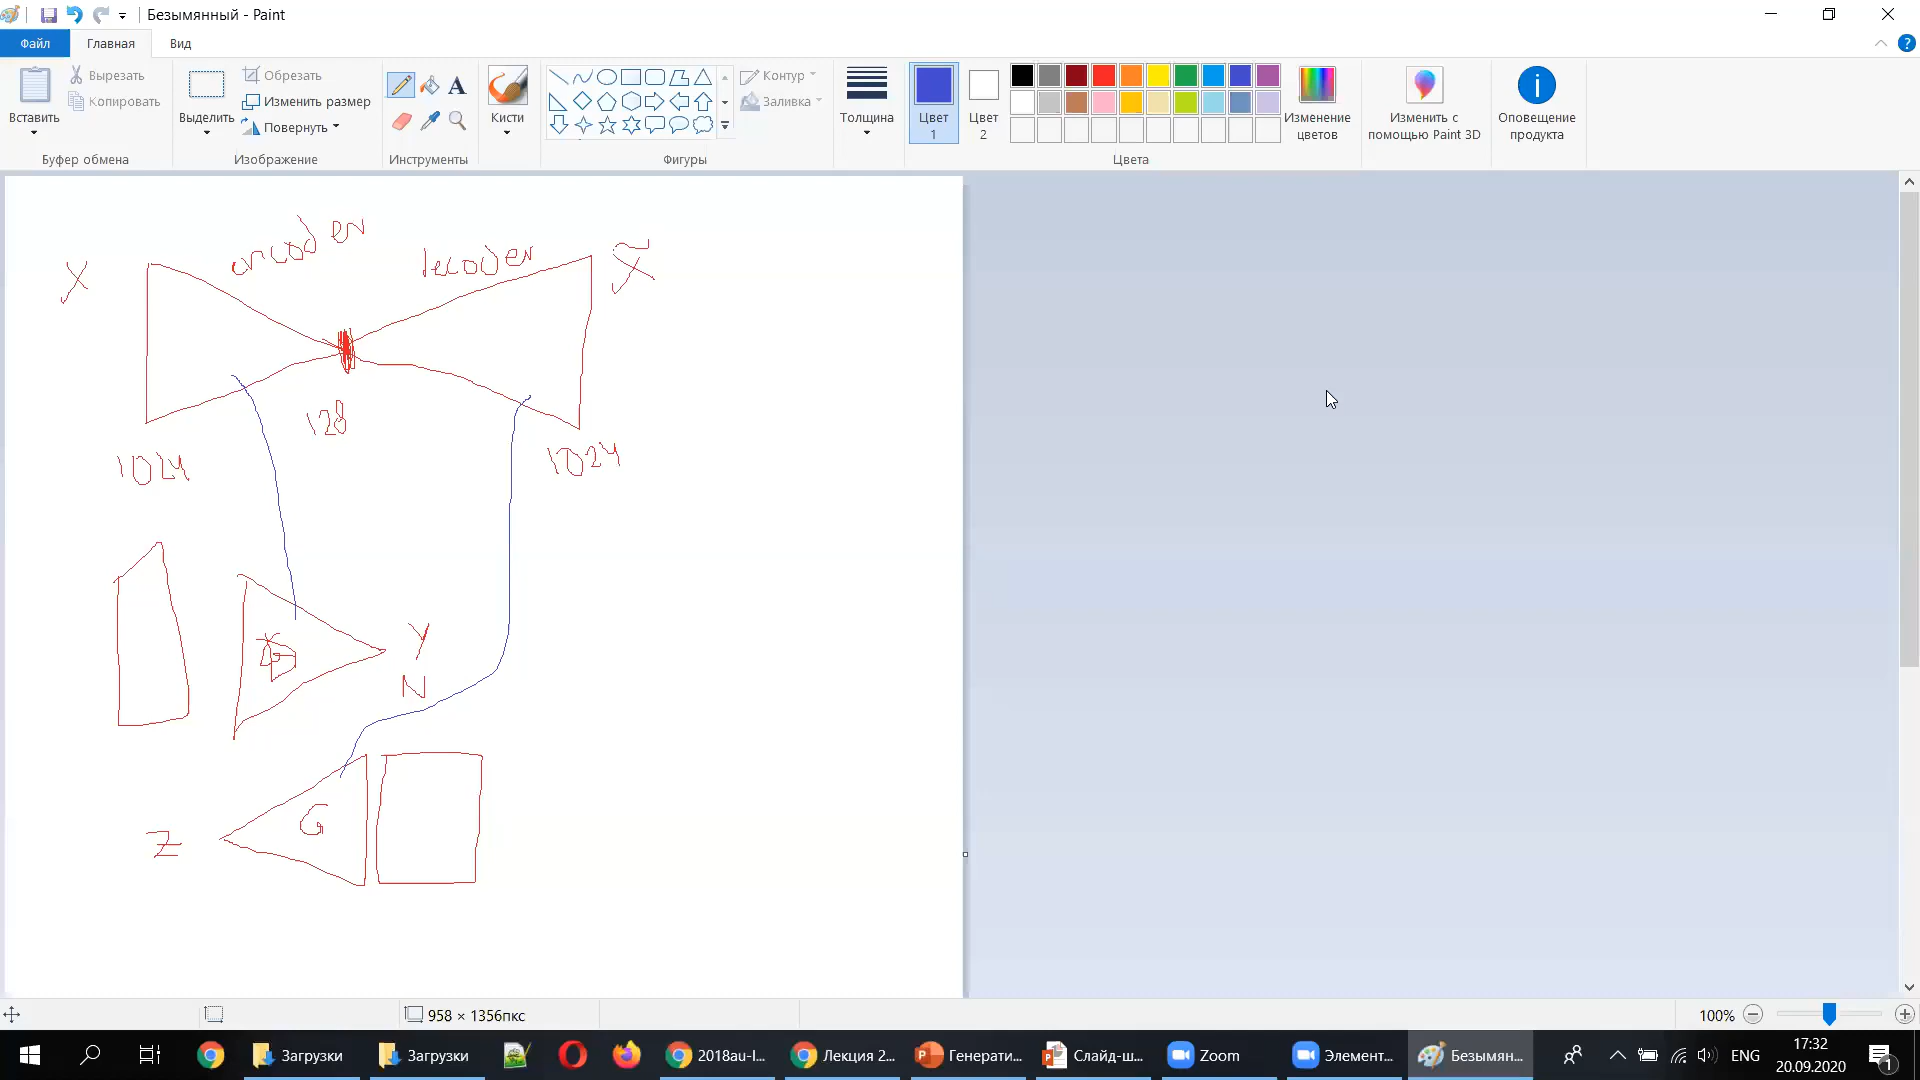 Безымянный - Paint
Файл
Главная
Вид
Вставить
Вырезать
Копировать
Буфер обмена
Выделить
Обрезать
Изменить размер
Повернуть
Изображение
A
Инструменты
Кисти
Контур
Заливка
Фигуры
Толщина
Цвет
1
Цвет
2
Изменение
цветов
Цвета
Изменить с
помощью Paint 3D
Оповещение
продукта
encoder
decoder
X
X̃
128
1024
1024
Y
N
G
Z
958 × 1356пкс
100%
Загрузки
Загрузки
2018au-l...
Лекция 2...
Генерати...
Слайд-ш...
Zoom
Элемент...
Безымян...
ENG
17:32
20.09.2020
1